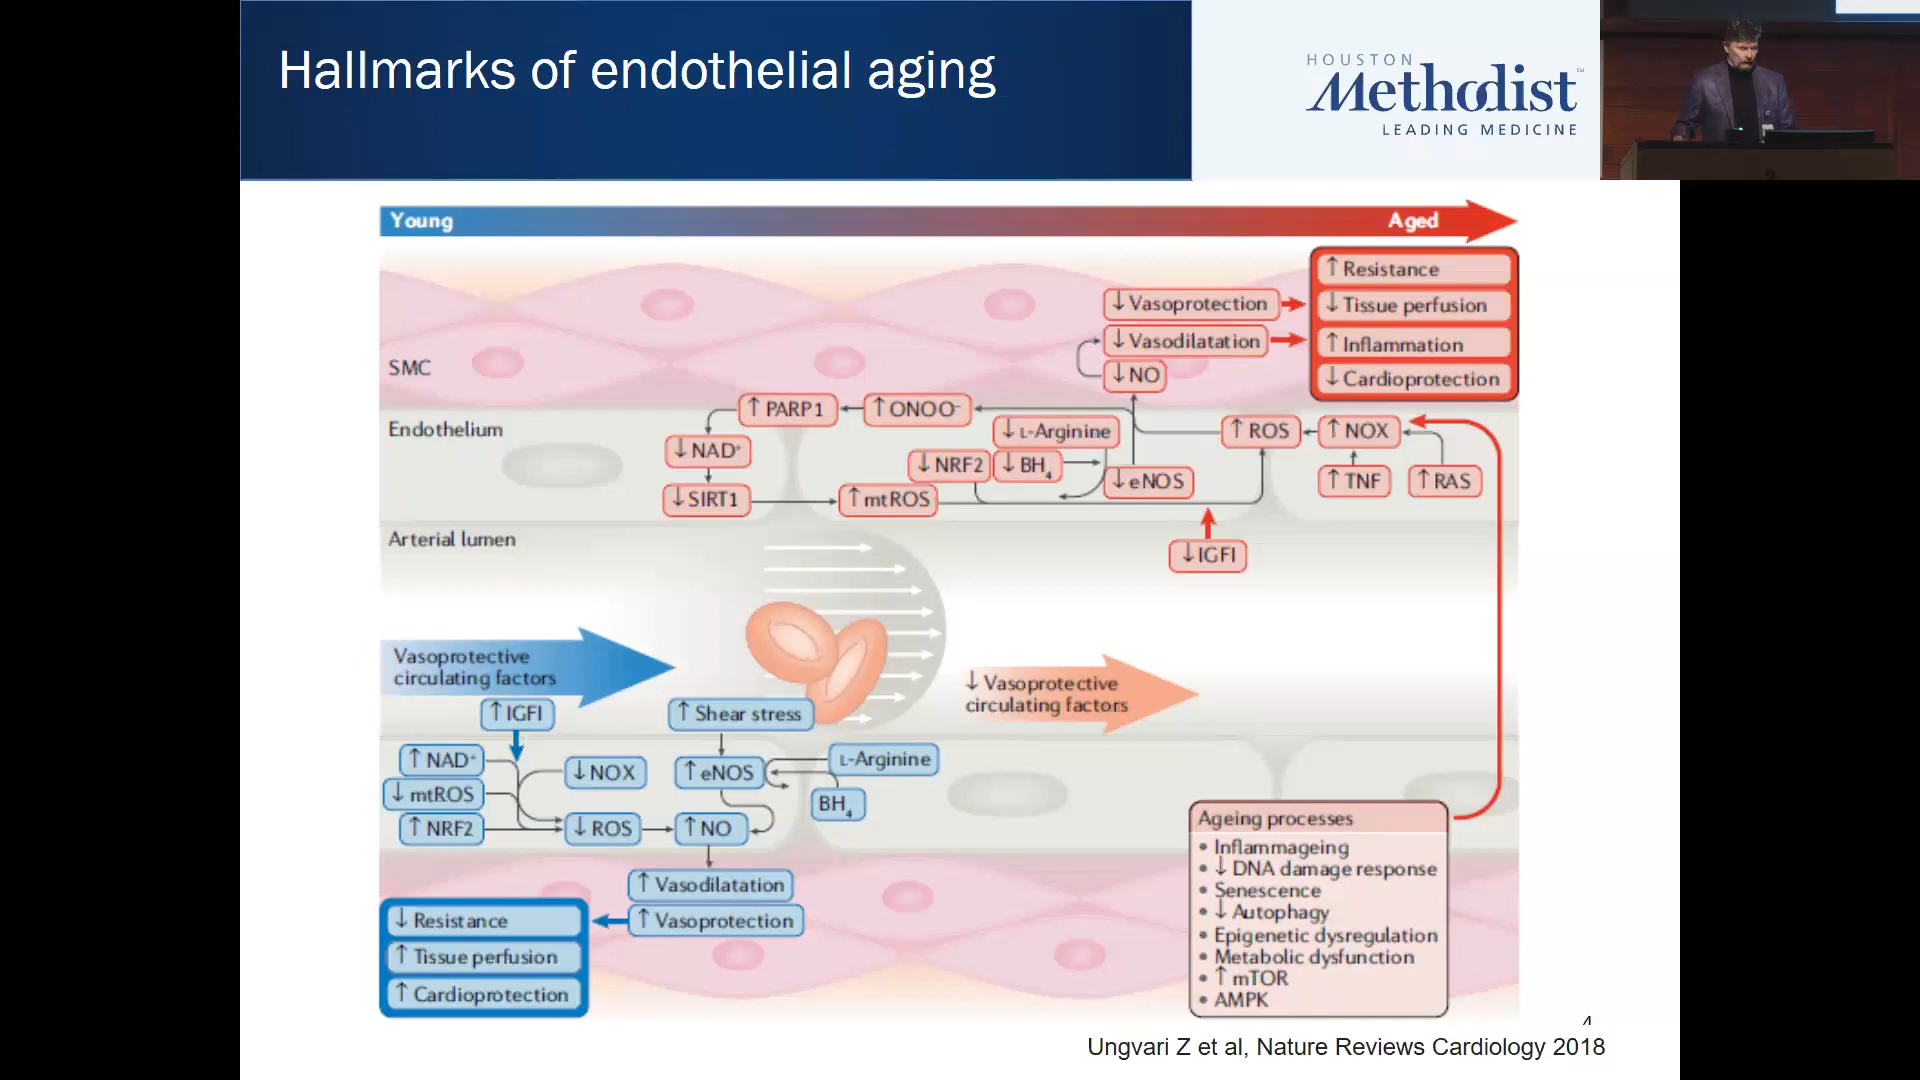 Hallmarks of endothelial aging
HOUSTON
Methodist™
LEADING MEDICINE
Young
Aged
↑ Resistance
↓ Tissue perfusion
↑ Inflammation
↓ Cardioprotection
↓ Vasoprotection
↓ Vasodilatation
↓ NO
SMC
Endothelium
↑ PARP1
↑ ONOO⁻
↓ L-Arginine
↑ ROS
↑ NOX
↓ NAD⁺
↓ NRF2
↓ BH₄
↓ eNOS
↑ TNF
↑ RAS
↓ SIRT1
↑ mtROS
Arterial lumen
↓ IGFI
Vasoprotective
circulating factors
↓ Vasoprotective
circulating factors
↑ IGFI
↑ Shear stress
↑ NAD⁺
↓ NOX
↑ eNOS
L-Arginine
↓ mtROS
BH₄
↑ NRF2
↓ ROS
↑ NO
↑ Vasodilatation
↑ Vasoprotection
↓ Resistance
↑ Tissue perfusion
↑ Cardioprotection
Ageing processes
• Inflammageing
• ↓ DNA damage response
• Senescence
• ↓ Autophagy
• Epigenetic dysregulation
• Metabolic dysfunction
• ↑ mTOR
• AMPK
4
Ungvari Z et al, Nature Reviews Cardiology 2018